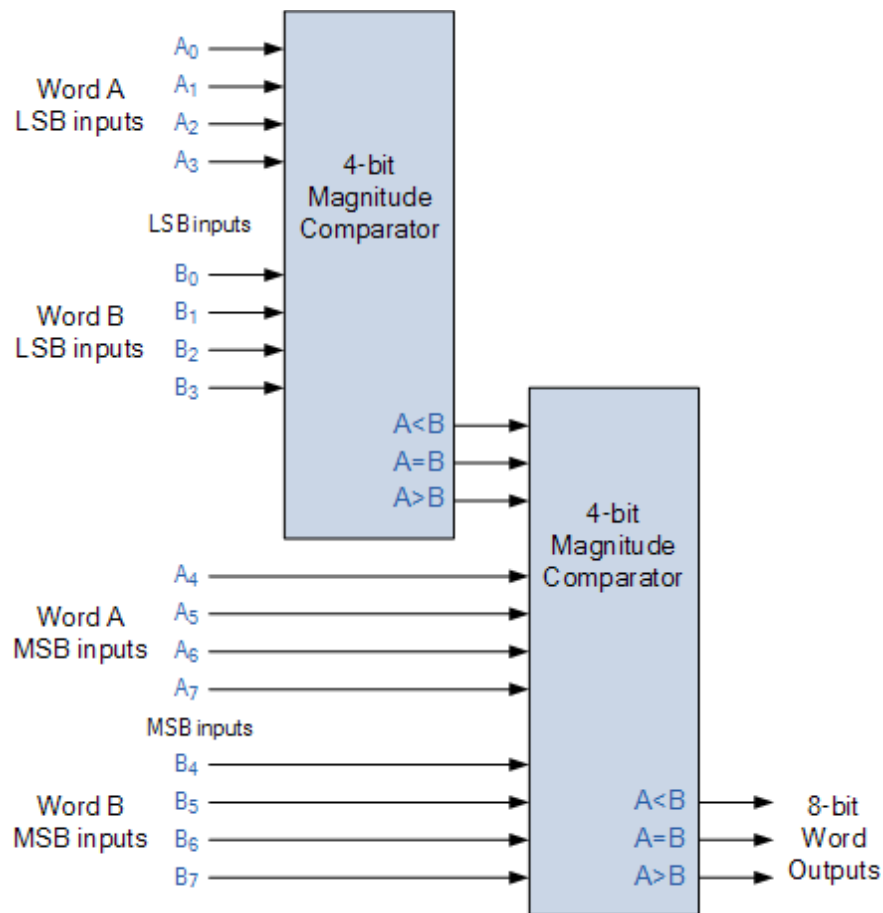 A0
A1
Word A
LSB inputs
A2
A3
4-bit
Magnitude
Comparator
LSB inputs
B0
B1
Word B
LSB inputs
B2
B3
A<B
A=B
A>B
4-bit
Magnitude
Comparator
A4
A5
Word A
MSB inputs
A6
A7
MSB inputs
B4
B5
Word B
MSB inputs
B6
B7
A<B
A=B
A>B
8-bit
Word
Outputs